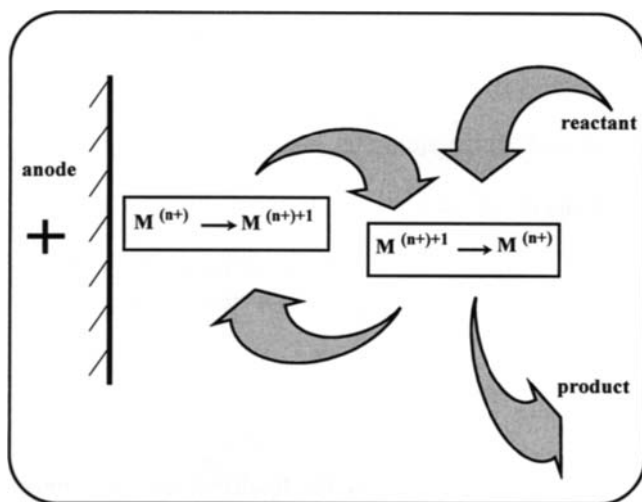 reactant
anode
+
M (n+) → M (n+)+1
M (n+)+1 → M (n+)
product